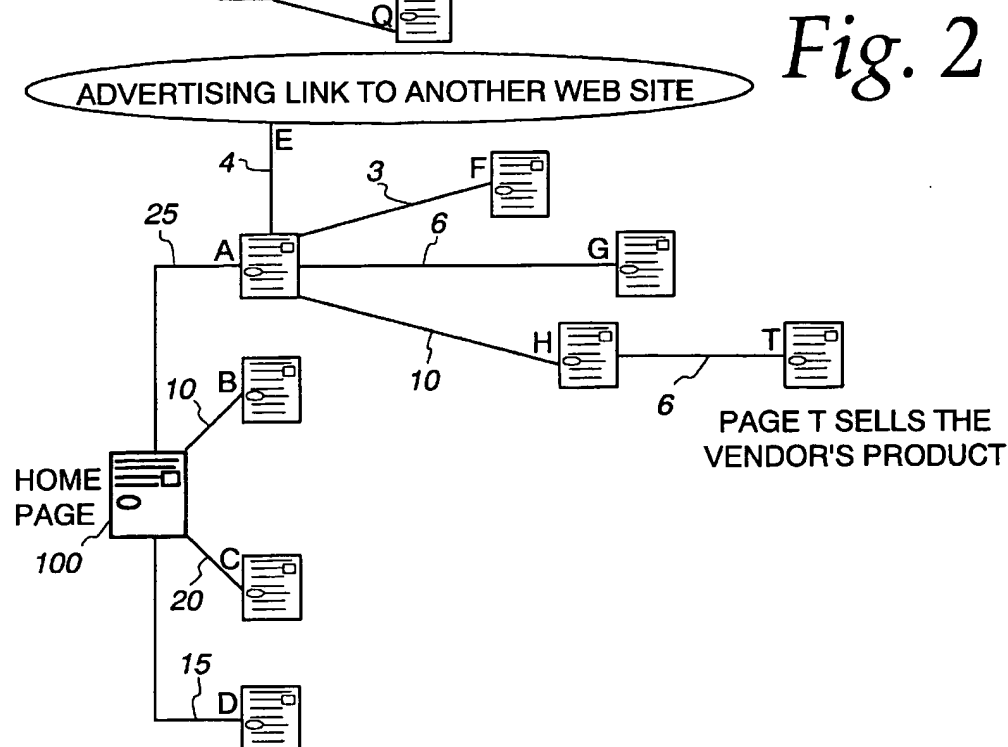 Q
Fig. 2
ADVERTISING LINK TO ANOTHER WEB SITE
E
4
F
3
25
A
6
G
H
T
10
6
10
B
PAGE T SELLS THE
VENDOR'S PRODUCT
HOME
PAGE
100
C
20
15
D